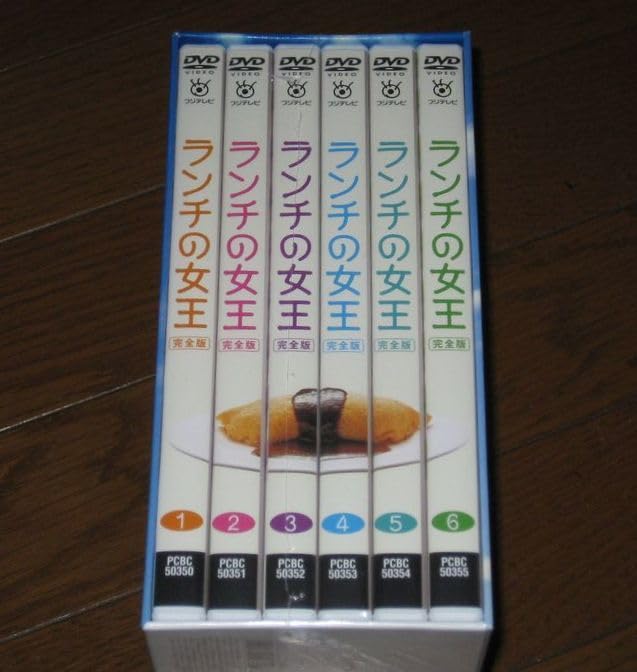 DVD
VIDEO
フジテレビ
ランチの女王
完全版
1
PCBC
50350
DVD
VIDEO
フジテレビ
ランチの女王
完全版
2
PCBC
50351
DVD
VIDEO
フジテレビ
ランチの女王
完全版
3
PCBC
50352
DVD
VIDEO
フジテレビ
ランチの女王
完全版
4
PCBC
50353
DVD
VIDEO
フジテレビ
ランチの女王
完全版
5
PCBC
50354
DVD
VIDEO
フジテレビ
ランチの女王
完全版
6
PCBC
50355